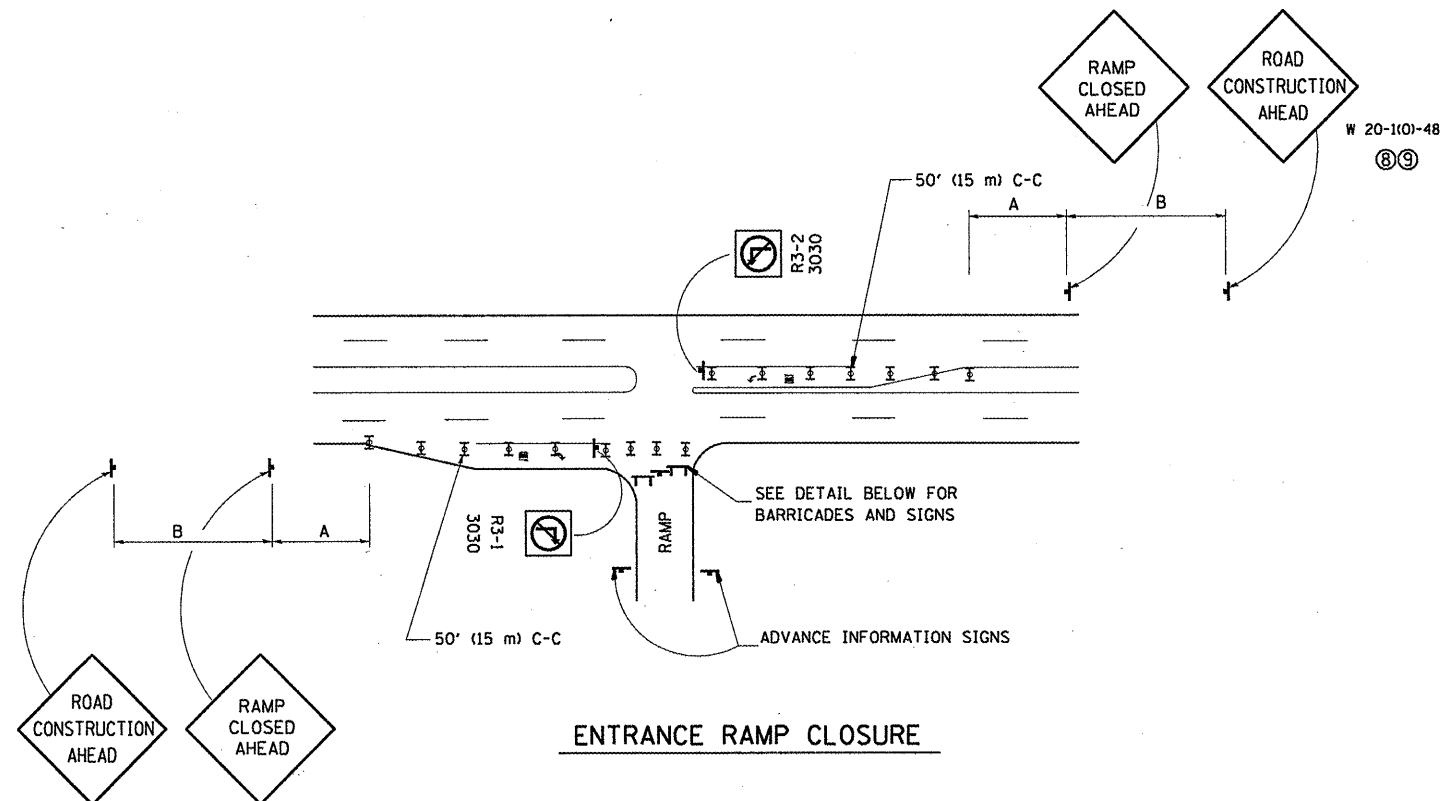 RAMP
CLOSED
AHEAD
ROAD
CONSTRUCTION
AHEAD
W 20-1(O)-48
⑧⑨
50' (15 m) C-C
A
B
R3-2
3030
SEE DETAIL BELOW FOR
BARRICADES AND SIGNS
R3-1
3030
RAMP
B
A
50' (15 m) C-C
ADVANCE INFORMATION SIGNS
ROAD
CONSTRUCTION
AHEAD
RAMP
CLOSED
AHEAD
ENTRANCE RAMP CLOSURE